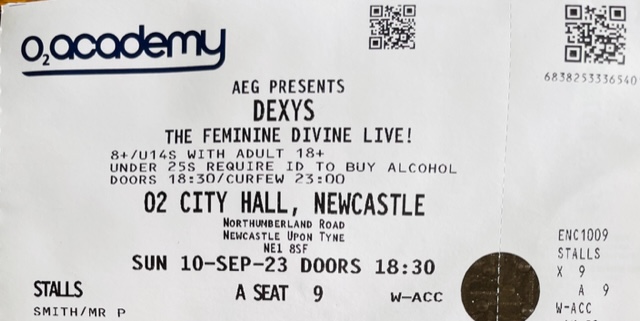 O2 academy
6838253336540
AEG PRESENTS
DEXYS
THE FEMININE DIVINE LIVE!
8+/U14S WITH ADULT 18+
UNDER 25S REQUIRE ID TO BUY ALCOHOL
DOORS 18:30/CURFEW 23:00
O2 CITY HALL, NEWCASTLE
NORTHUMBERLAND ROAD
NEWCASTLE UPON TYNE
NE1 8SF
SUN 10-SEP-23 DOORS 18:30
STALLS A SEAT 9 W-ACC
SMITH/MR P
ENC1009
STALLS
X 9
A 9
W-ACC